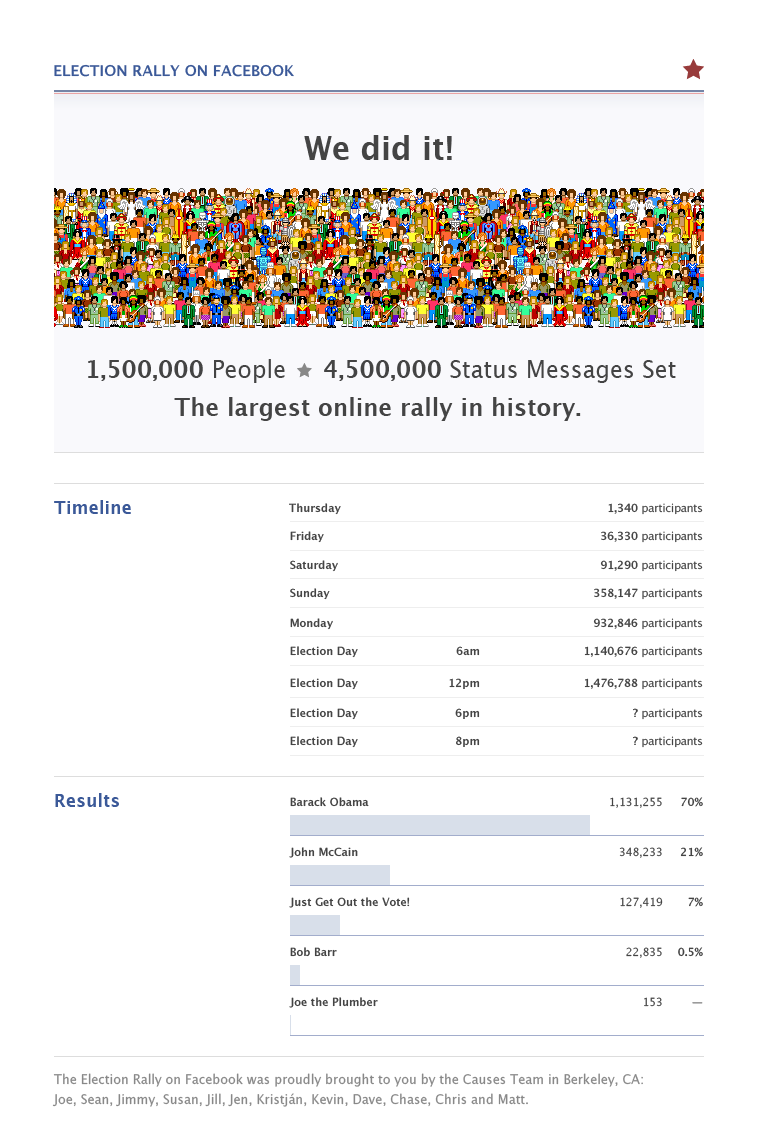 ELECTION RALLY ON FACEBOOK
We did it!
1,500,000 People ★ 4,500,000 Status Messages Set
The largest online rally in history.
Timeline
Thursday 1,340 participants
Friday 36,330 participants
Saturday 91,290 participants
Sunday 358,147 participants
Monday 932,846 participants
Election Day 6am 1,140,676 participants
Election Day 12pm 1,476,788 participants
Election Day 6pm ? participants
Election Day 8pm ? participants
Results
Barack Obama 1,131,255 70%
John McCain 348,233 21%
Just Get Out the Vote! 127,419 7%
Bob Barr 22,835 0.5%
Joe the Plumber 153 —
The Election Rally on Facebook was proudly brought to you by the Causes Team in Berkeley, CA:
Joe, Sean, Jimmy, Susan, Jill, Jen, Kristján, Kevin, Dave, Chase, Chris and Matt.